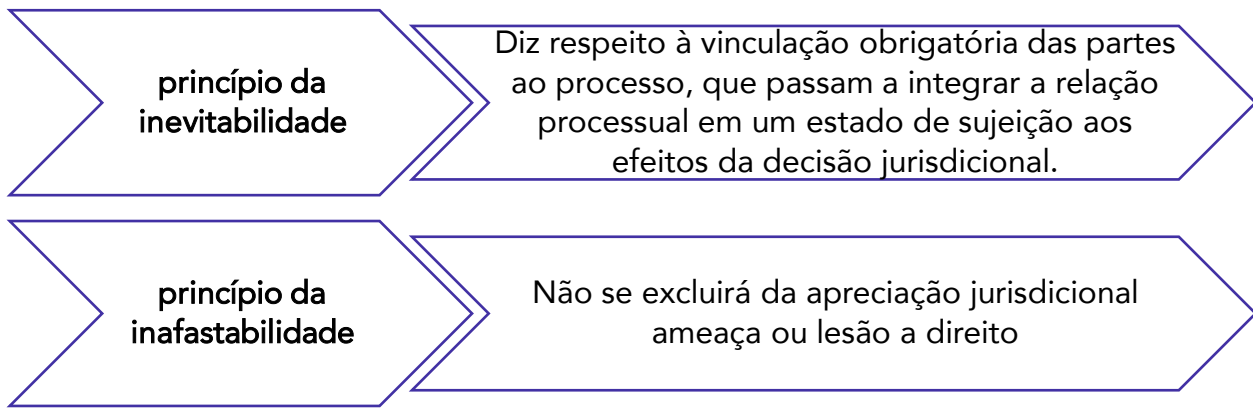 princípio da
inevitabilidade
Diz respeito à vinculação obrigatória das partes
ao processo, que passam a integrar a relação
processual em um estado de sujeição aos
efeitos da decisão jurisdicional.
princípio da
inafastabilidade
Não se excluirá da apreciação jurisdicional
ameaça ou lesão a direito